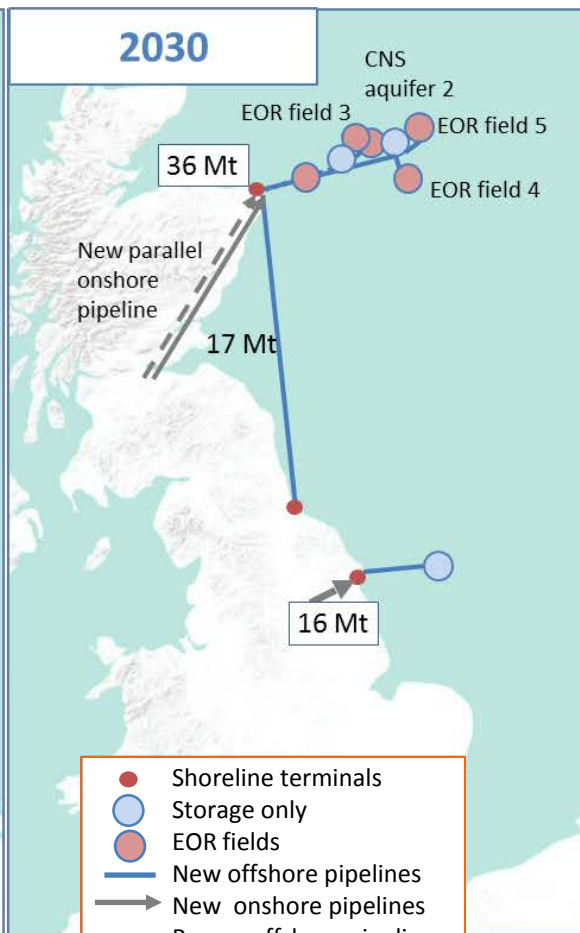 2030
CNS
aquifer 2
EOR field 3
EOR field 5
36 Mt
EOR field 4
New parallel
onshore
pipeline
17 Mt
16 Mt
Shoreline terminals
Storage only
EOR fields
New offshore pipelines
New onshore pipelines